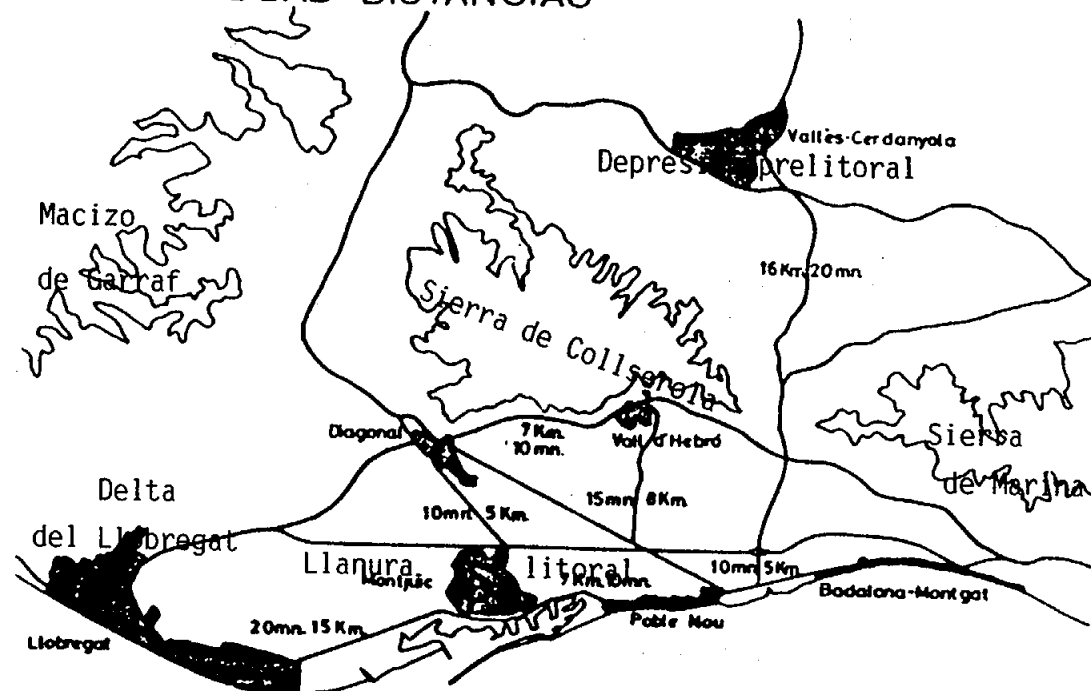 DISTANCIAS
Vallès-Cerdanyola
prelitoral
Macizo
de Garraf
16 Km. 20 mn.
Sierra de Collserola
Diagonal
7 Km.
10 mn.
Vall d'Hebró
Sierra
de Marina
Delta
del Llobregat
10 mn. 5 Km.
15 mn. 8 Km.
Llanura litoral
Montjuïc
7 Km. 10 mn.
10 mn. 5 Km.
Badalona-Montgat
Poble Nou
20 mn. 15 Km.
Llobregat